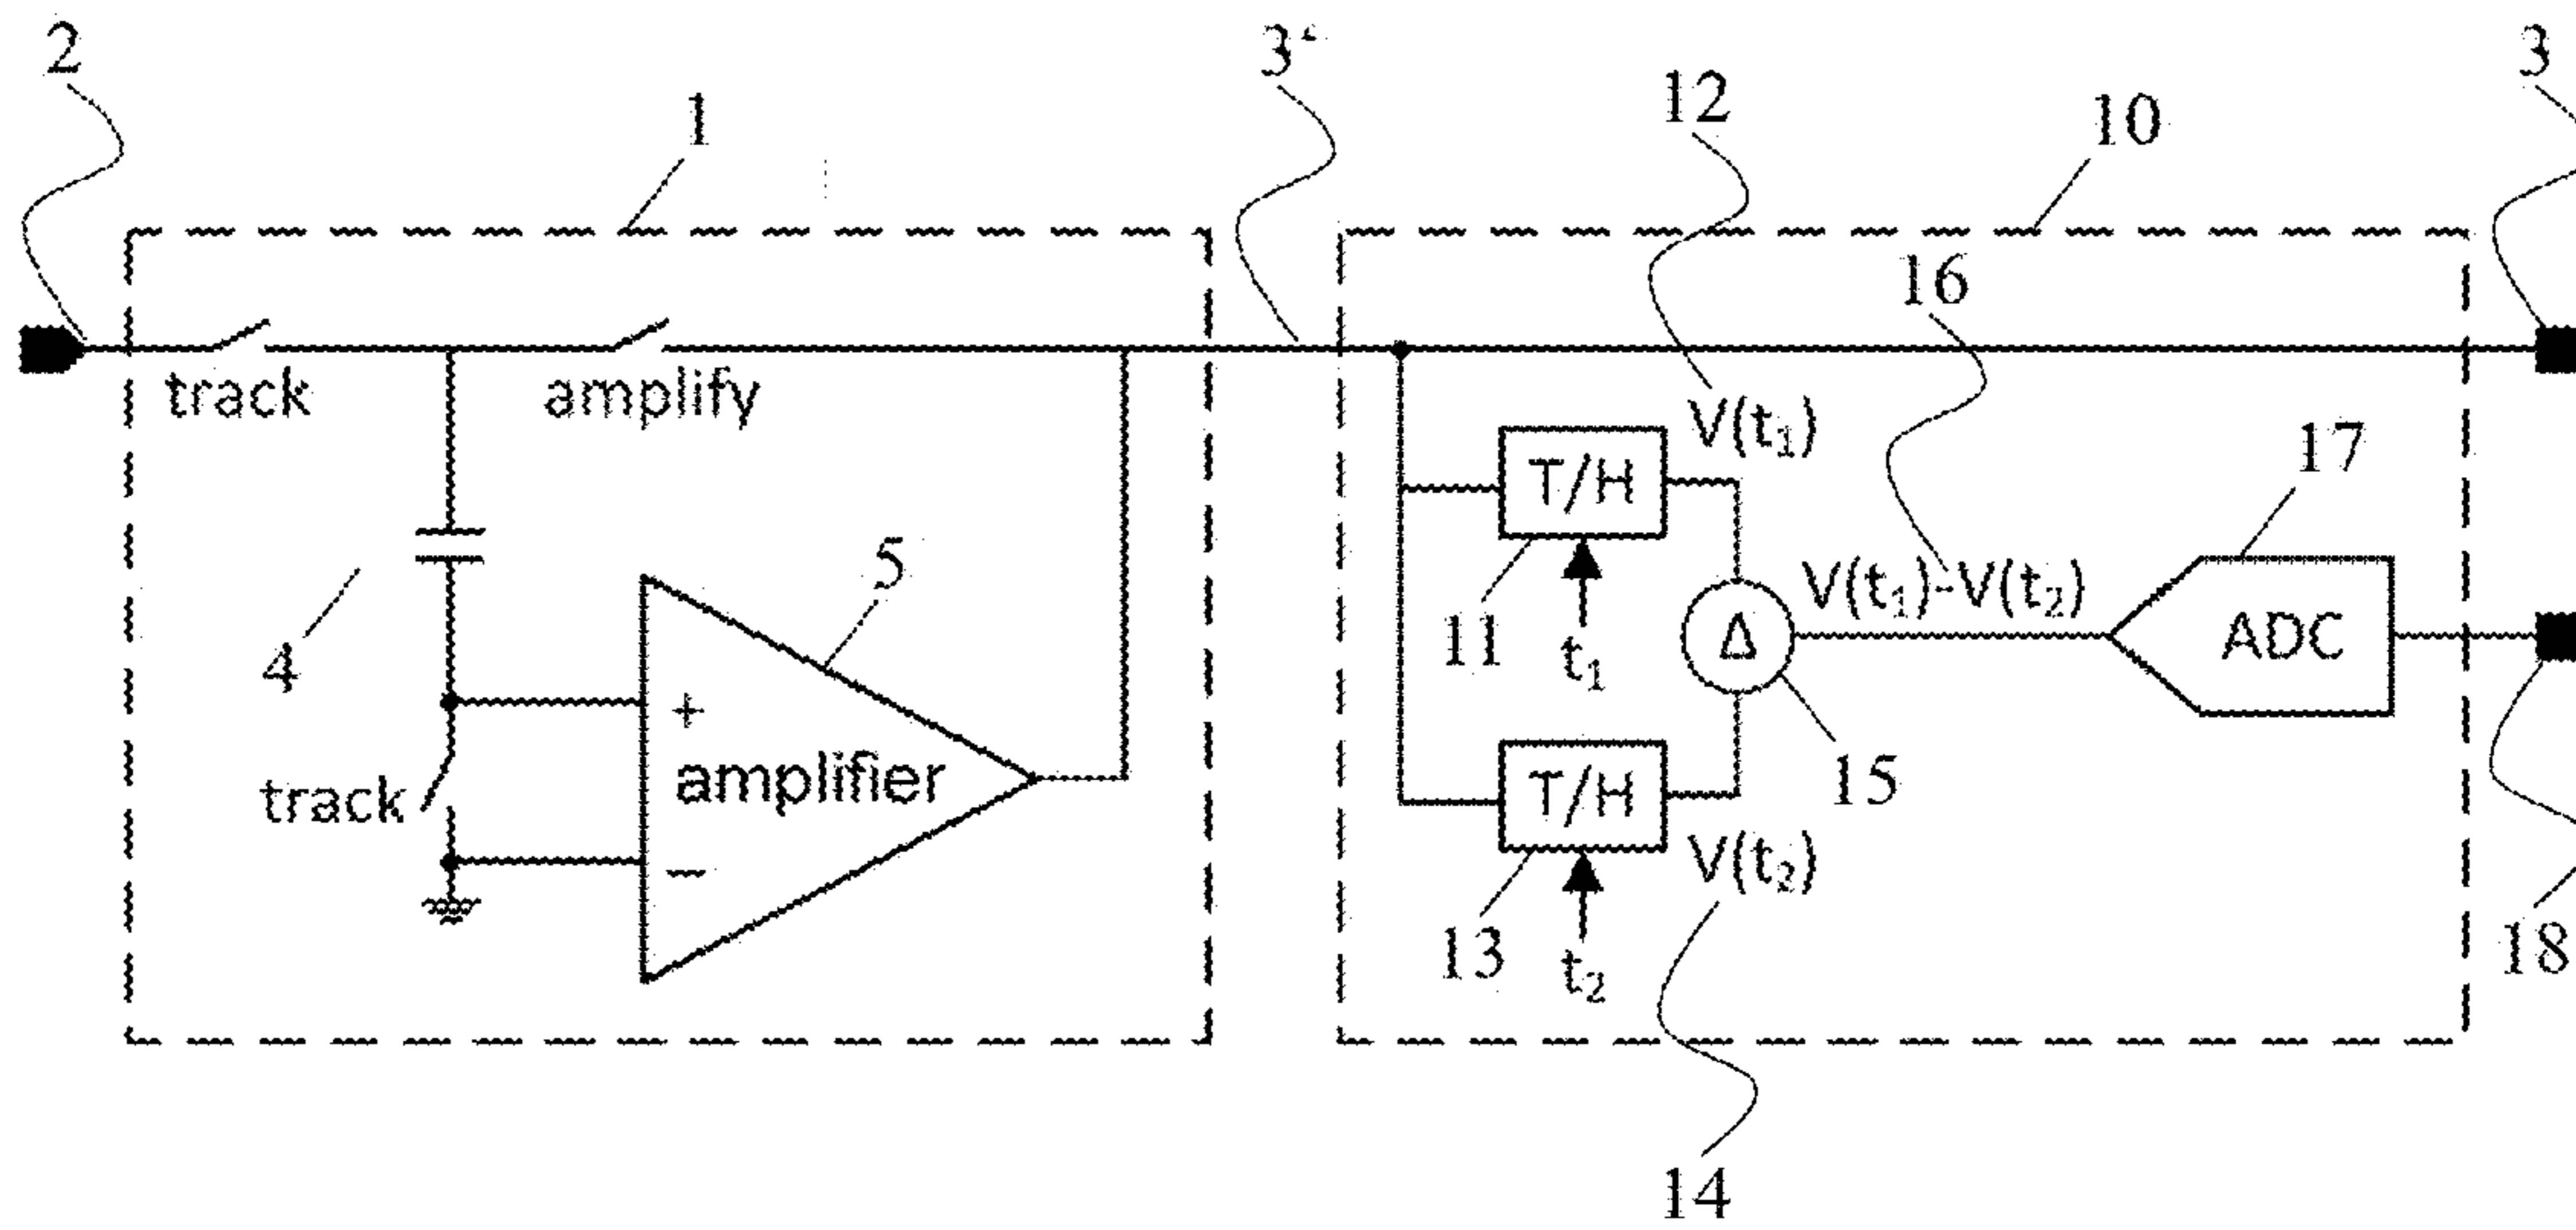 2
3'
3
1
12
10
16
track
amplify
V(t₁)
17
T/H
5
V(t₁)-V(t₂)
4
11
t₁
Δ
ADC
+
amplifier
track
15
T/H
−
V(t₂)
13
t₂
18
14